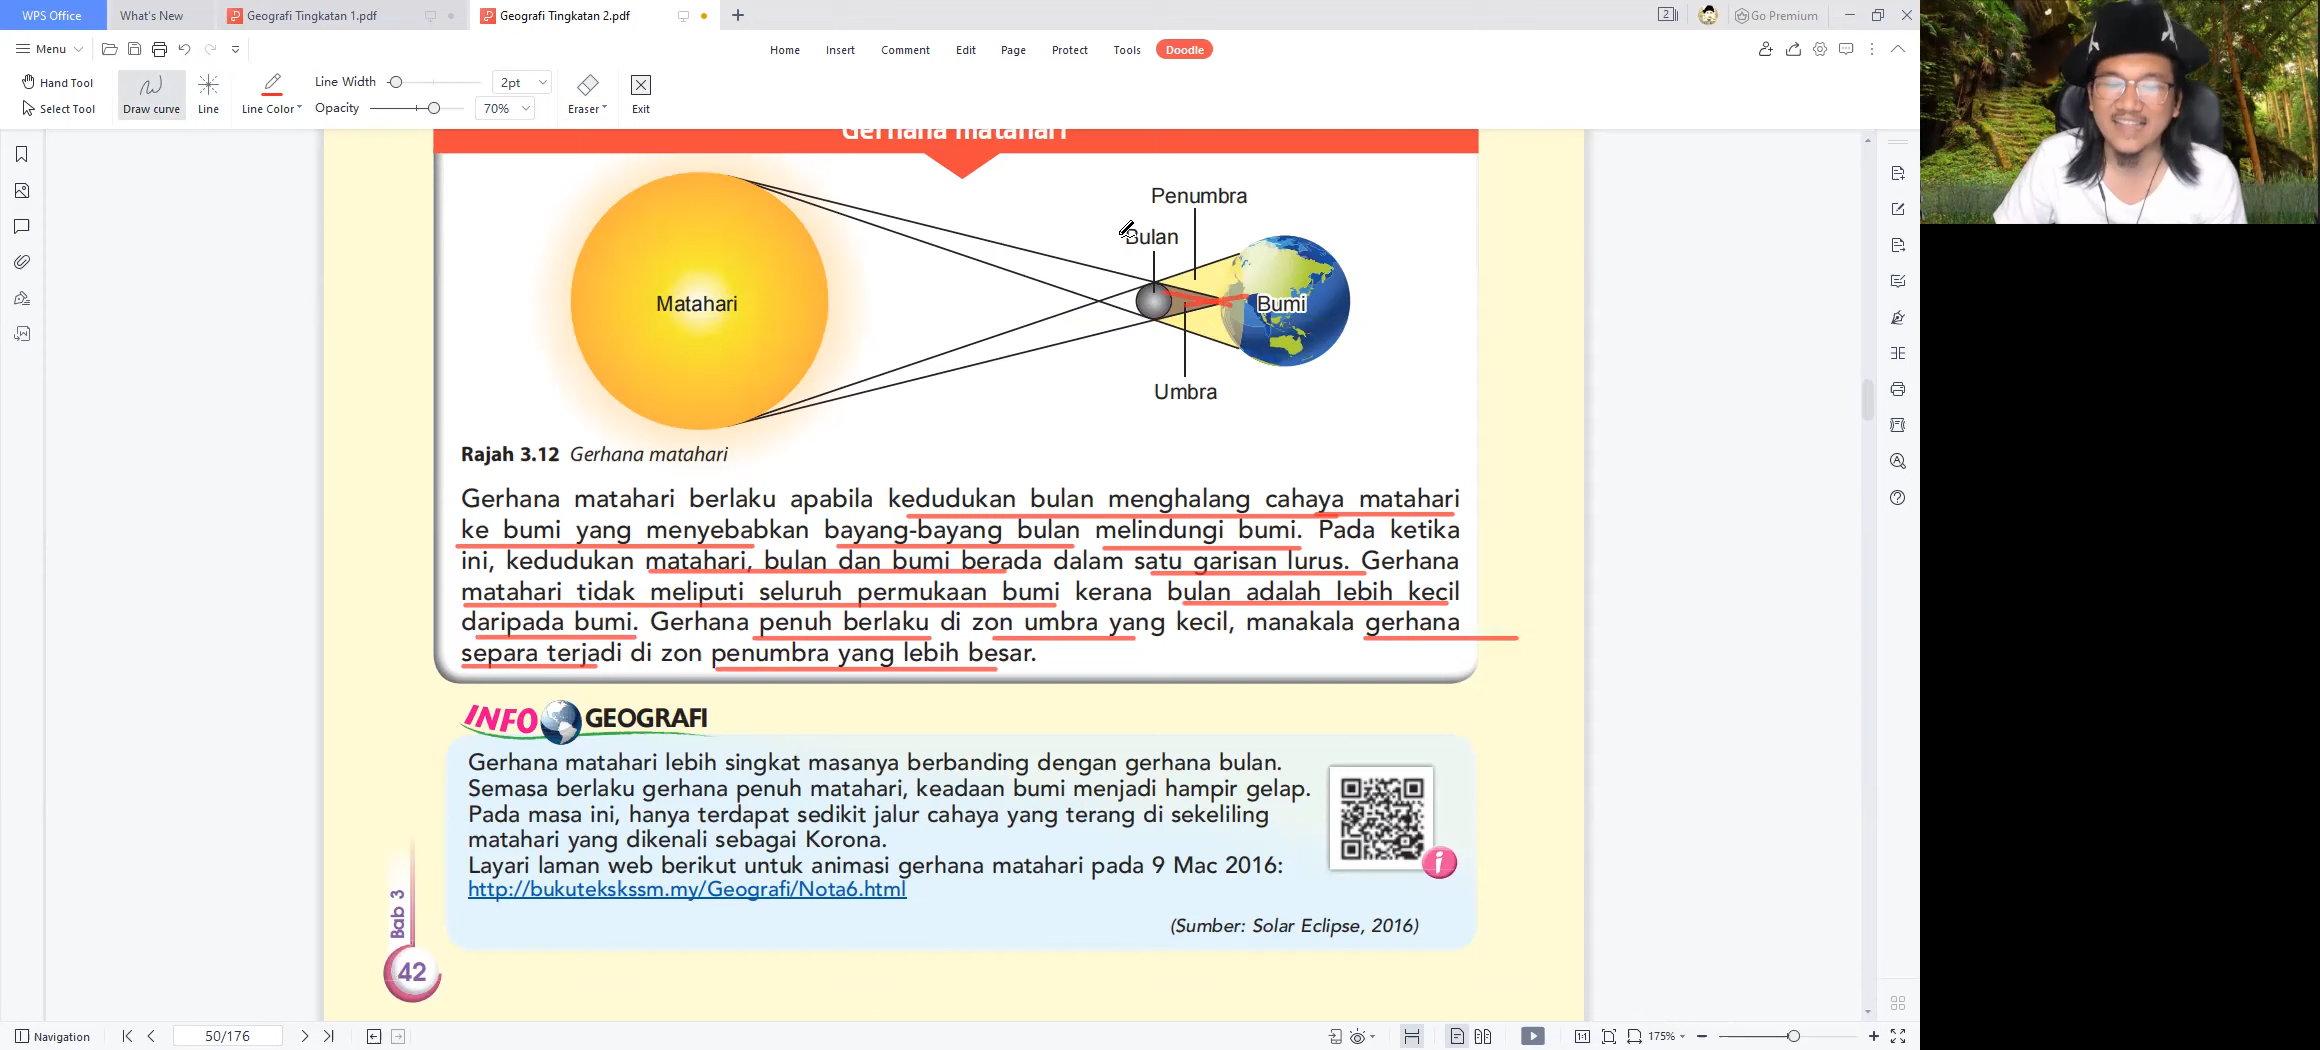 WPS Office What's New Geografi Tingkatan 1.pdf Geografi Tingkatan 2.pdf 2 Go Premium
Menu Home Insert Comment Edit Page Protect Tools Doodle
Hand Tool Line Width 2pt
Select Tool Draw curve Line Line Color Opacity 70% Eraser Exit
Gerhana matahari
Penumbra
Bulan
Matahari
Bumi
Umbra
Rajah 3.12 Gerhana matahari
Gerhana matahari berlaku apabila kedudukan bulan menghalang cahaya matahari
ke bumi yang menyebabkan bayang-bayang bulan melindungi bumi. Pada ketika
ini, kedudukan matahari, bulan dan bumi berada dalam satu garisan lurus. Gerhana
matahari tidak meliputi seluruh permukaan bumi kerana bulan adalah lebih kecil
daripada bumi. Gerhana penuh berlaku di zon umbra yang kecil, manakala gerhana
separa terjadi di zon penumbra yang lebih besar.
INFO GEOGRAFI
Gerhana matahari lebih singkat masanya berbanding dengan gerhana bulan.
Semasa berlaku gerhana penuh matahari, keadaan bumi menjadi hampir gelap.
Pada masa ini, hanya terdapat sedikit jalur cahaya yang terang di sekeliling
matahari yang dikenali sebagai Korona.
Layari laman web berikut untuk animasi gerhana matahari pada 9 Mac 2016:
http://bukutekskssm.my/Geografi/Nota6.html
(Sumber: Solar Eclipse, 2016)
Bab 3
42
Navigation 50/176 1:1 175%